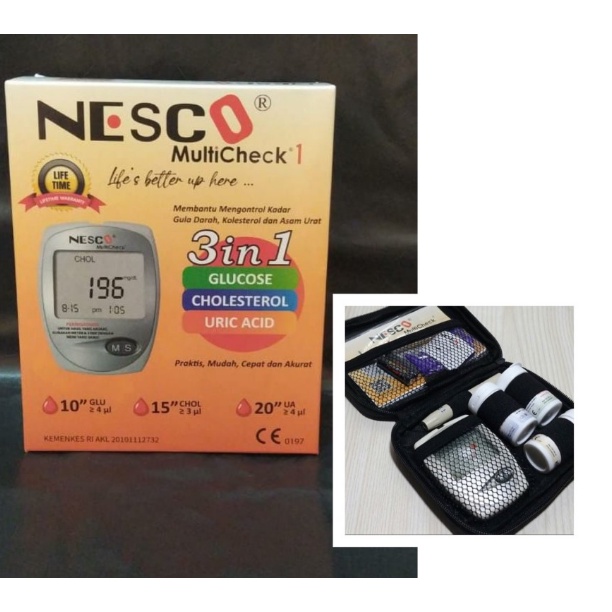 NESCO®
MultiCheck®1
Life's better up here ...
LIFE
TIME
LIFETIME WARRANTY
Membantu Mengontrol Kadar
Gula Darah, Kolesterol dan Asam Urat
3in1
GLUCOSE
CHOLESTEROL
URIC ACID
NESCO
MultiCheck
CHOL
196 mg/dL
8-15 pm 1:05
M S
Praktis, Mudah, Cepat dan Akurat
10" GLU ≥ 4 µl
15" CHOL ≥ 3 µl
20" UA ≥ 4 µl
KEMENKES RI AKL 20101112732
CE 0197
NESCO
MultiCheck